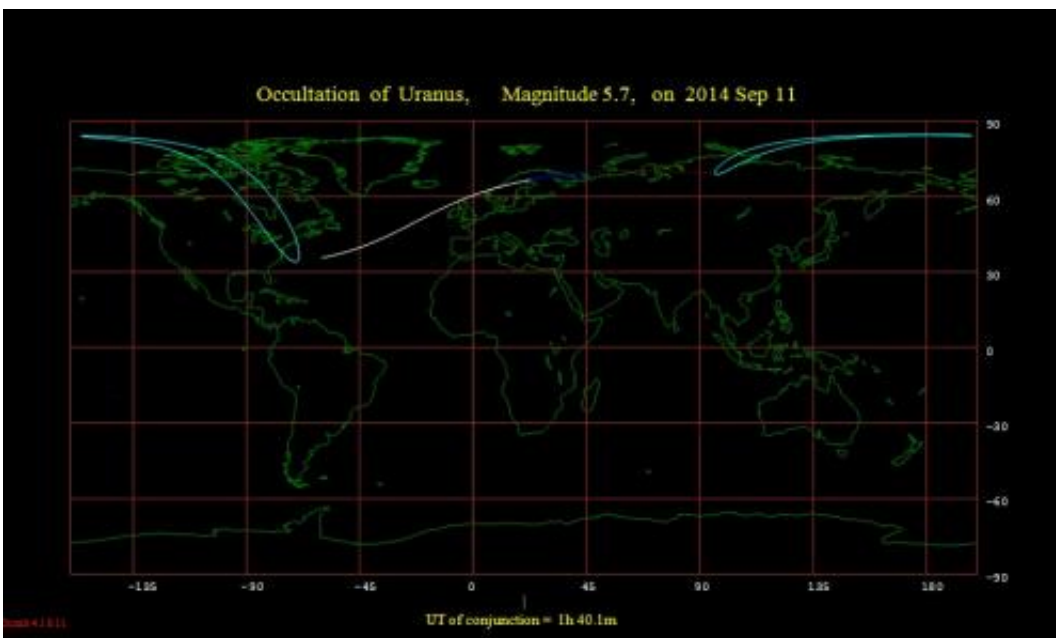 Occultation of Uranus, Magnitude 5.7, on 2014 Sep 11
90
60
30
0
-30
-60
-90
-135 -90 -45 0 45 90 135 180
UT of conjunction = 1h 40.1m